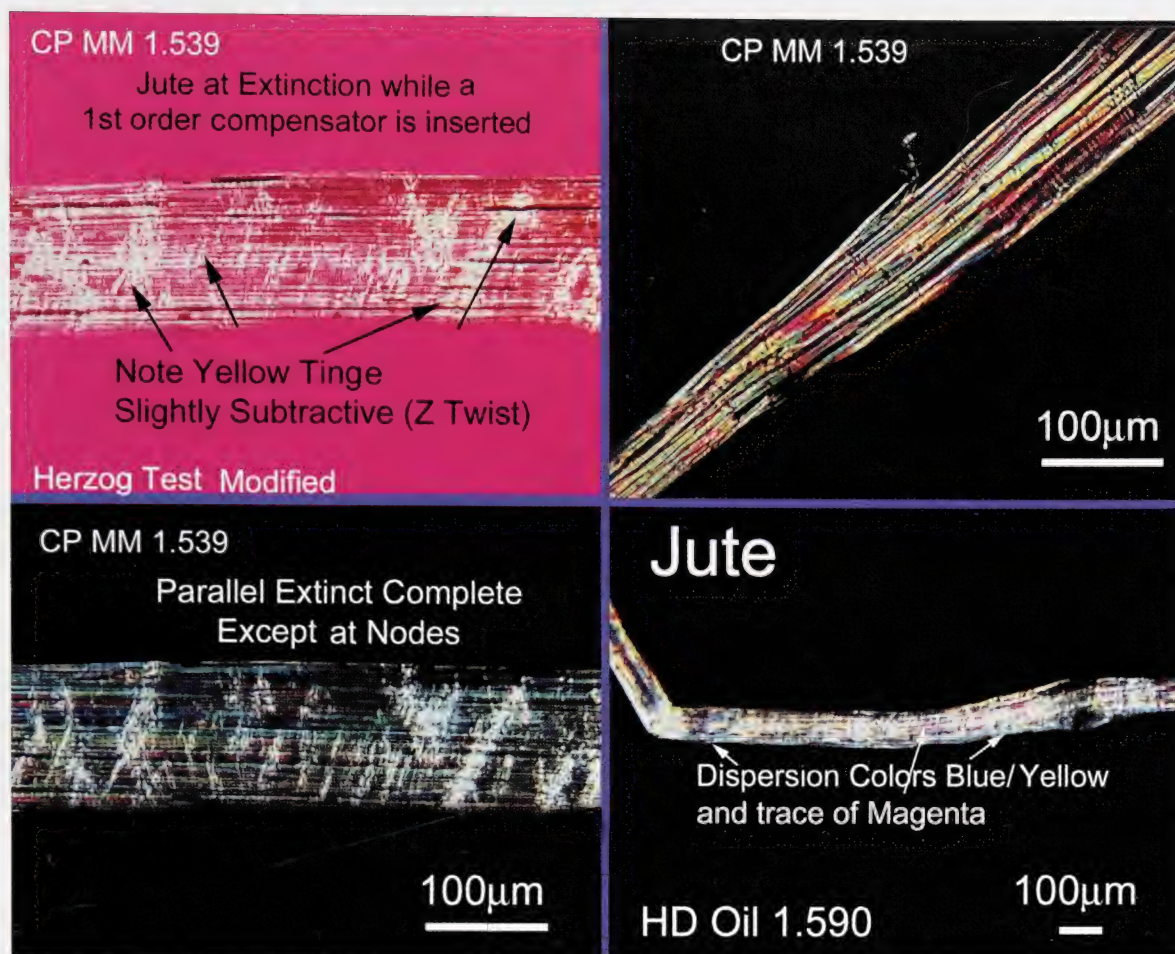 CP MM 1.539
Jute at Extinction while a
1st order compensator is inserted
Note Yellow Tinge
Slightly Subtractive (Z Twist)
Herzog Test Modified
CP MM 1.539
100µm
CP MM 1.539
Parallel Extinct Complete
Except at Nodes
100µm
Jute
Dispersion Colors Blue/Yellow
and trace of Magenta
100µm
HD Oil 1.590